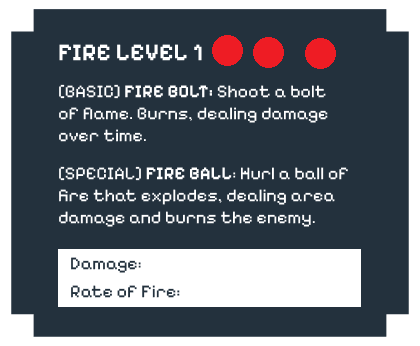 FIRE LEVEL 1
(BASIC) FIRE BOLT: Shoot a bolt
of flame. Burns, dealing damage
over time.
(SPECIAL) FIRE BALL: Hurl a ball of
fire that explodes, dealing area
damage and burns the enemy.
Damage:
Rate of Fire: